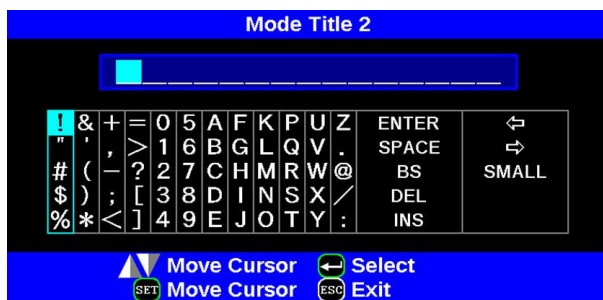 Mode Title 2
! & + = 0 5 A F K P U Z ENTER ⇦
" ' , > 1 6 B G L Q V . SPACE ⇨
# ( - ? 2 7 C H M R W @ BS SMALL
$ ) ; [ 3 8 D I N S X / DEL
% * < ] 4 9 E J O T Y : INS
Move Cursor Select
SET Move Cursor ESC Exit